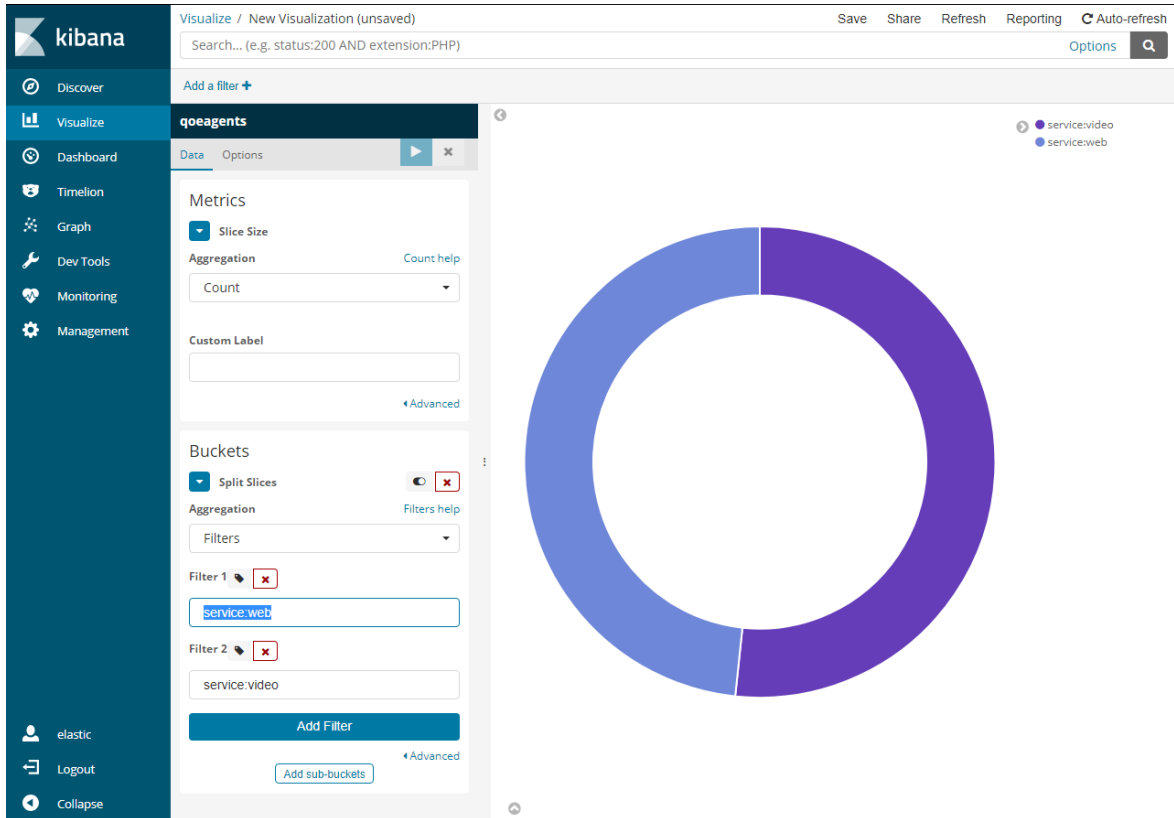 kibana
Discover
Visualize
Dashboard
Timelion
Graph
Dev Tools
Monitoring
Management
elastic
Logout
Collapse
Visualize / New Visualization (unsaved)
Save Share Refresh Reporting Auto-refresh
Search... (e.g. status:200 AND extension:PHP)
Options
Add a filter +
qoeagents
Data Options
Metrics
Slice Size
Aggregation Count help
Count
Custom Label
Advanced
Buckets
Split Slices
Aggregation Filters help
Filters
Filter 1
service:web
Filter 2
service:video
Add Filter
Advanced
Add sub-buckets
service:video
service:web